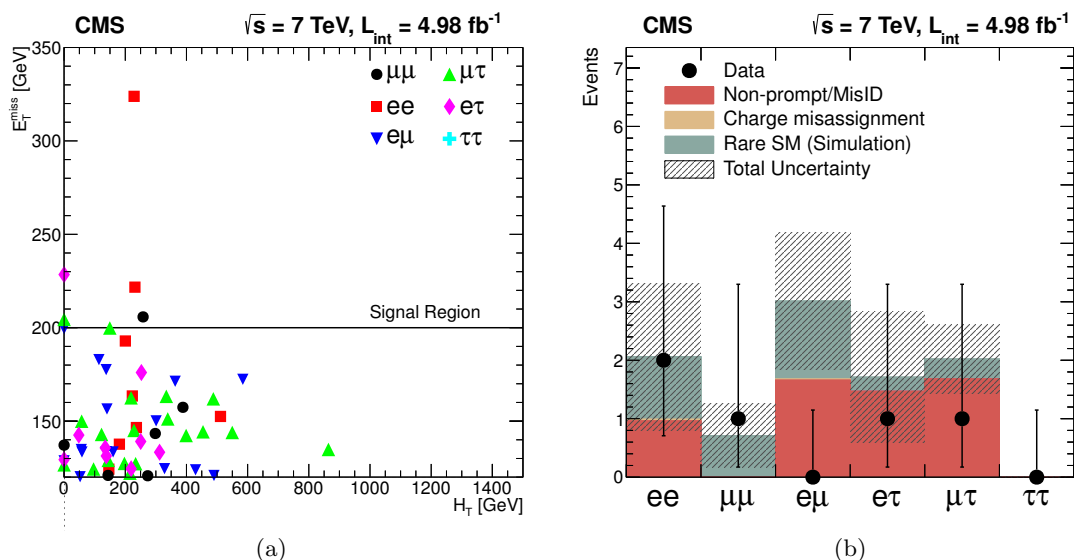 CMS √s = 7 TeV, L_int = 4.98 fb⁻¹
E_T^miss [GeV]
350
300
250
200
150
μμ
ee
eμ
μτ
eτ
ττ
Signal Region
0 200 400 600 800 1000 1200 1400
H_T [GeV]
(a)
CMS √s = 7 TeV, L_int = 4.98 fb⁻¹
Events
7
6
5
4
3
2
1
0
Data
Non-prompt/MisID
Charge misassignment
Rare SM (Simulation)
Total Uncertainty
ee μμ eμ eτ μτ ττ
(b)